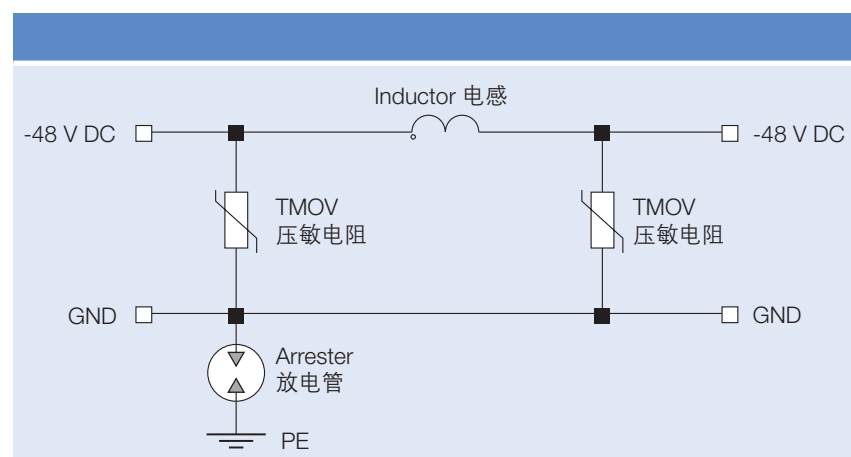 Inductor 电感
-48 V DC
-48 V DC
TMOV
压敏电阻
TMOV
压敏电阻
GND
GND
Arrester
放电管
PE